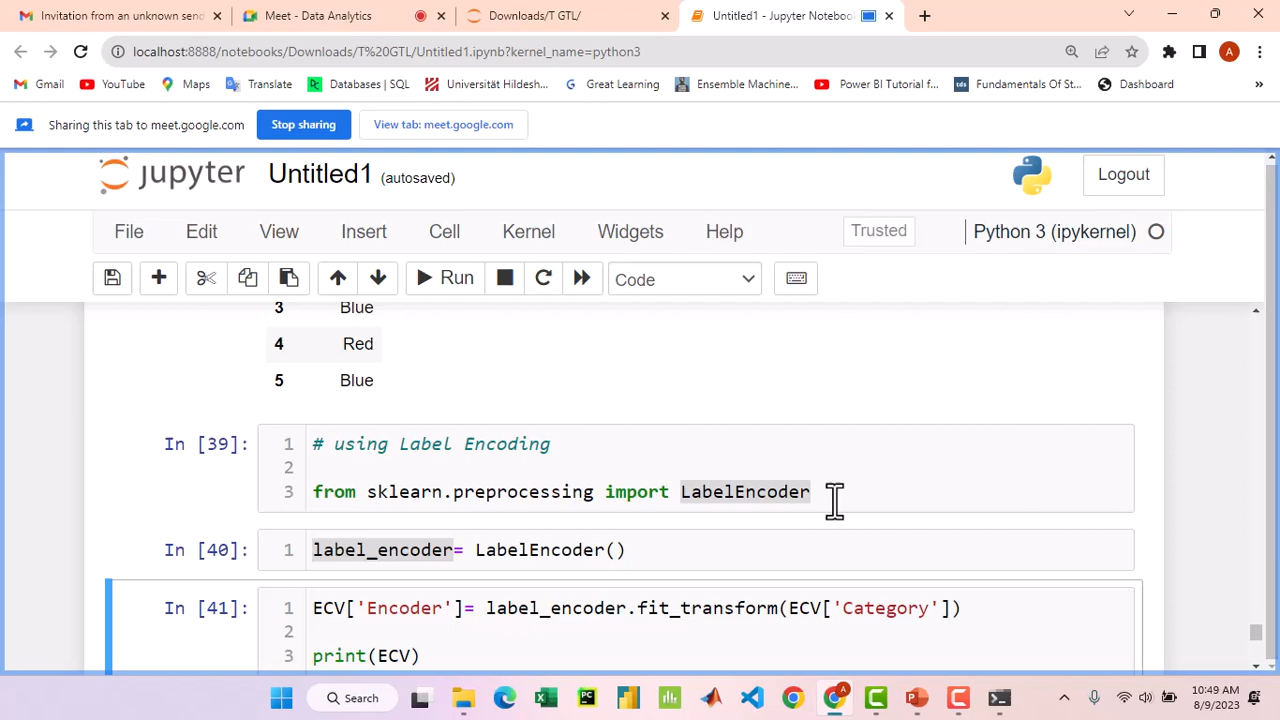 Invitation from an unknown send
Meet - Data Analytics
Downloads/T GTL/
Untitled1 - Jupyter Noteboo
localhost:8888/notebooks/Downloads/T%20GTL/Untitled1.ipynb?kernel_name=python3
A
Gmail
YouTube
Maps
Translate
Databases | SQL
Universität Hildesh...
Great Learning
Ensemble Machine...
Power BI Tutorial f...
Fundamentals Of St...
Dashboard
Sharing this tab to meet.google.com
Stop sharing
View tab: meet.google.com
jupyter Untitled1 (autosaved)
Logout
File Edit View Insert Cell Kernel Widgets Help
Trusted
Python 3 (ipykernel)
Run
Code
3 Blue
4 Red
5 Blue
In [39]:
1 # using Label Encoding
2
3 from sklearn.preprocessing import LabelEncoder
In [40]:
1 label_encoder= LabelEncoder()
In [41]:
1 ECV['Encoder']= label_encoder.fit_transform(ECV['Category'])
2
3 print(ECV)
Search
10:49 AM
8/9/2023